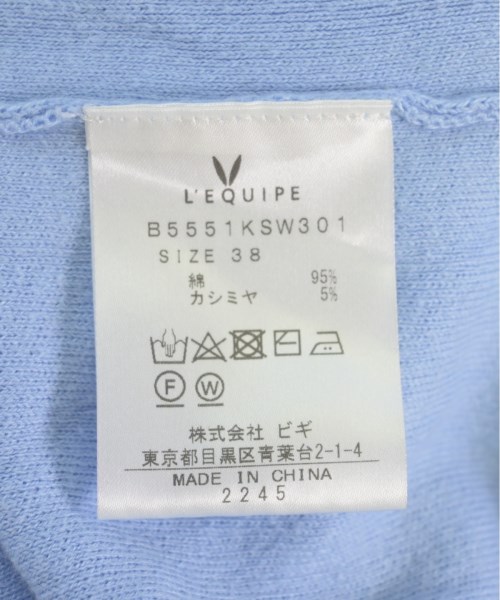 L'EQUIPE
B5551KSW301
SIZE 38
綿 95%
カシミヤ 5%
F W
株式会社 ビギ
東京都目黒区青葉台2-1-4
MADE IN CHINA
2245